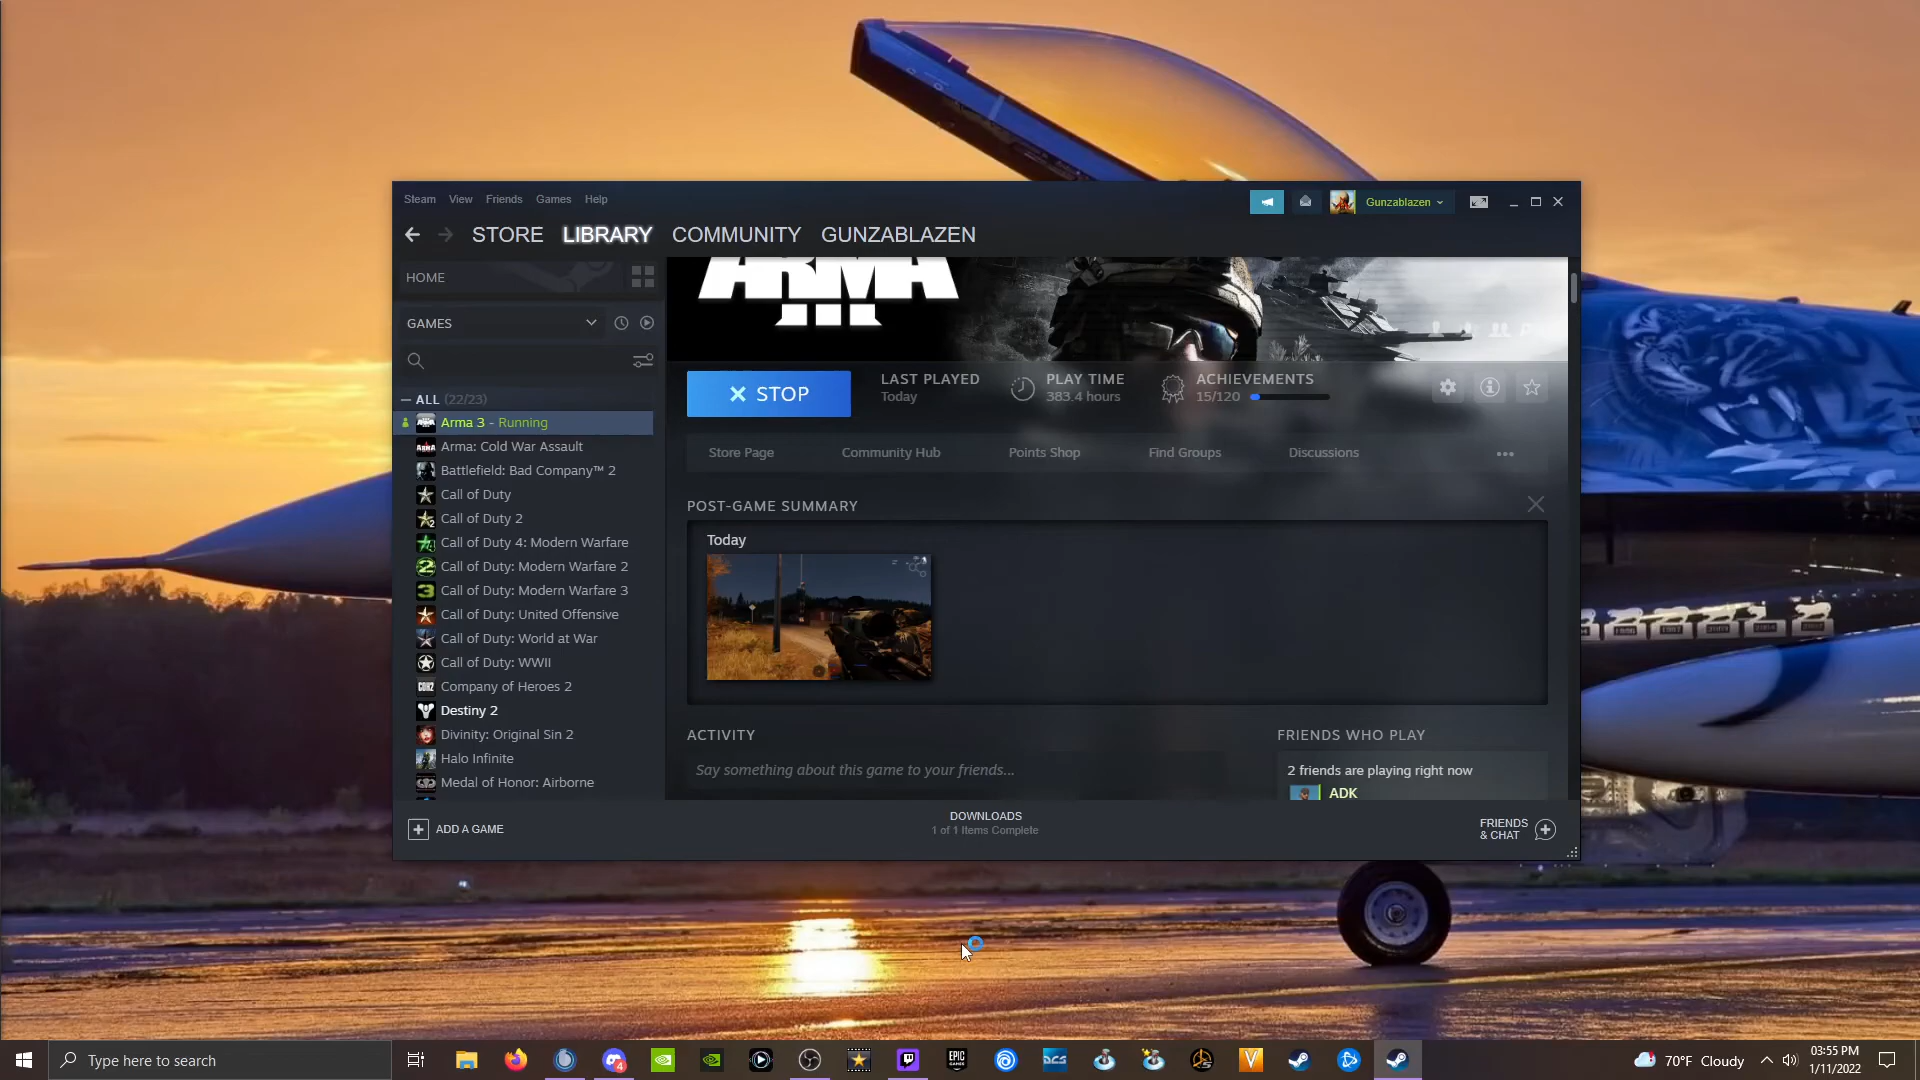 Steam View Friends Games Help
Gunzablazen
STORE LIBRARY COMMUNITY GUNZABLAZEN
HOME
GAMES
ALL (22/23)
Arma 3 - Running
Arma: Cold War Assault
Battlefield: Bad Company™ 2
Call of Duty
Call of Duty 2
Call of Duty 4: Modern Warfare
Call of Duty: Modern Warfare 2
Call of Duty: Modern Warfare 3
Call of Duty: United Offensive
Call of Duty: World at War
Call of Duty: WWII
Company of Heroes 2
Destiny 2
Divinity: Original Sin 2
Halo Infinite
Medal of Honor: Airborne
ARMA
III
STOP
LAST PLAYED
Today
PLAY TIME
383.4 hours
ACHIEVEMENTS
15/120
Store Page Community Hub Points Shop Find Groups Discussions
POST-GAME SUMMARY
Today
ACTIVITY
Say something about this game to your friends...
FRIENDS WHO PLAY
2 friends are playing right now
ADK
ADD A GAME
DOWNLOADS
1 of 1 Items Complete
FRIENDS
& CHAT
Type here to search
4
EPIC
GAMES
DCS
70°F Cloudy
03:55 PM
1/11/2022